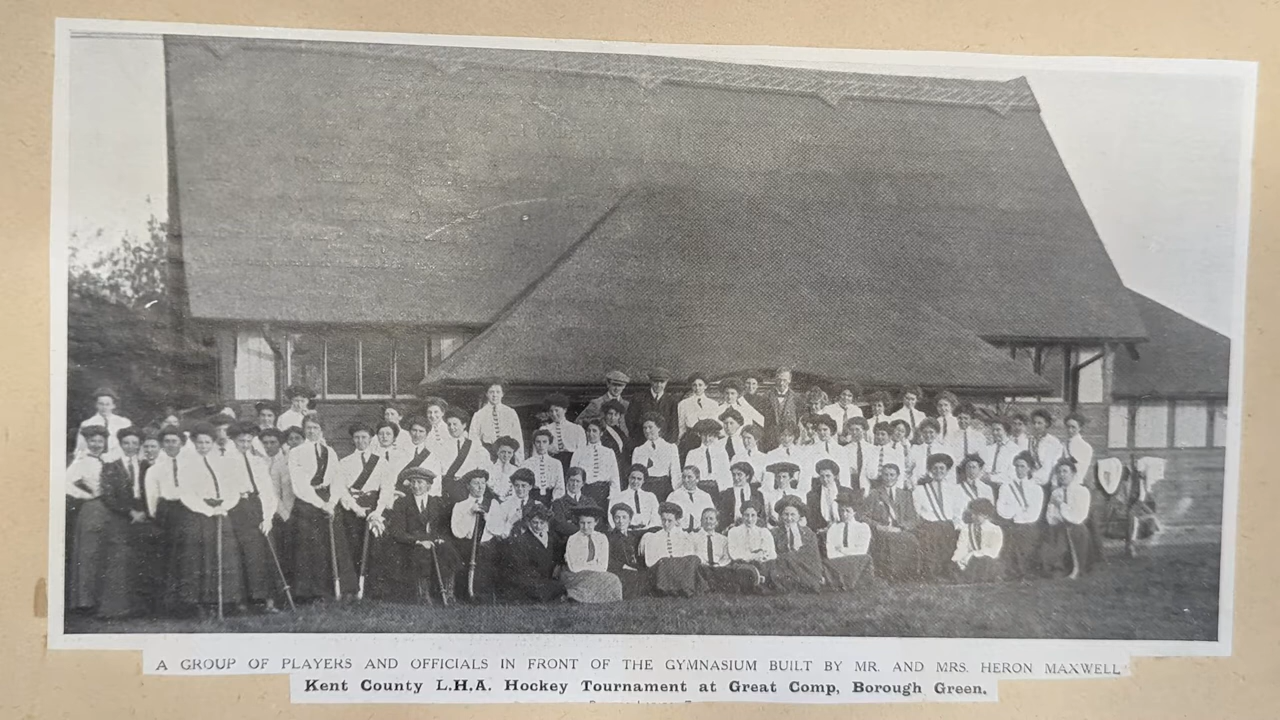 A GROUP OF PLAYERS AND OFFICIALS IN FRONT OF THE GYMNASIUM BUILT BY MR. AND MRS. HERON MAXWELL
Kent County L.H.A. Hockey Tournament at Great Comp, Borough Green.